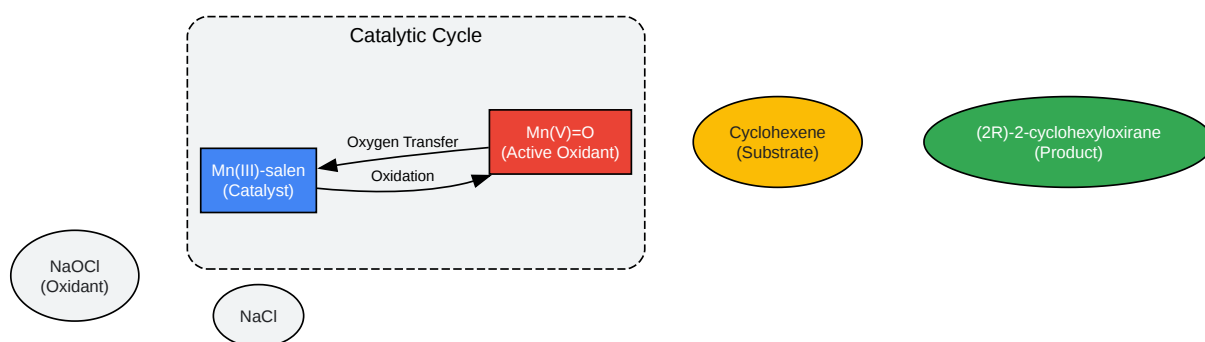 Catalytic Cycle
Mn(V)=O
(Active Oxidant)
Oxygen Transfer
Mn(III)-salen
(Catalyst)
Oxidation
Cyclohexene
(Substrate)
(2R)-2-cyclohexyloxirane
(Product)
NaOCl
(Oxidant)
NaCl